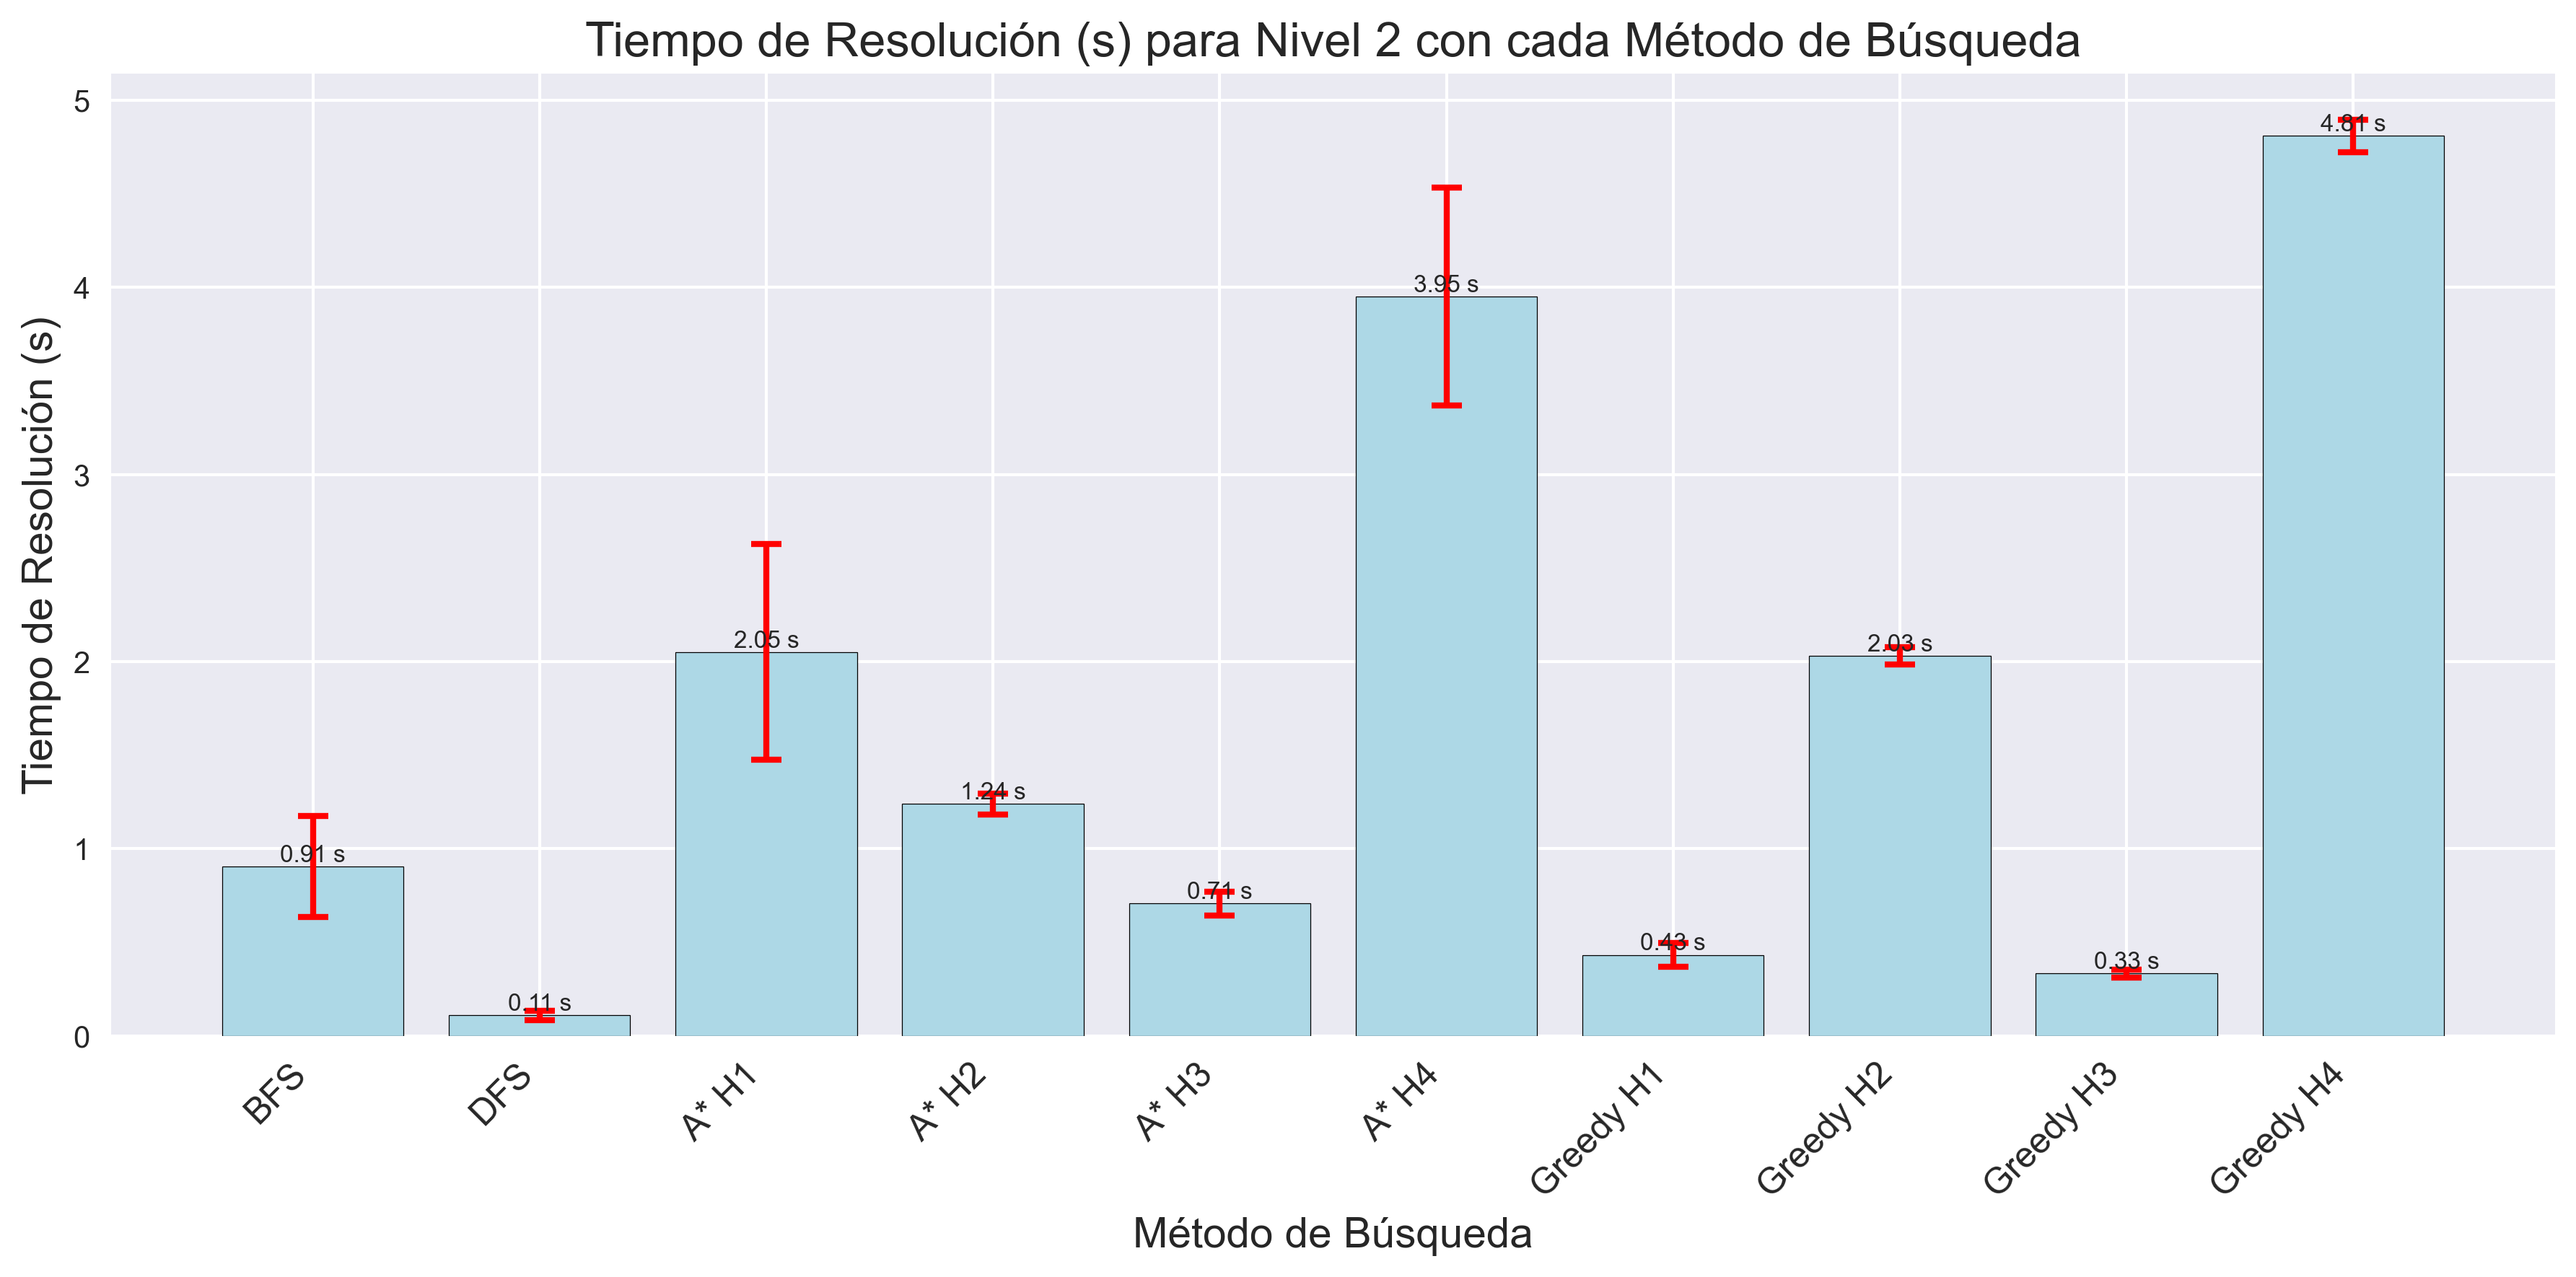 Tiempo de Resolución (s) para Nivel 2 con cada Método de Búsqueda
Tiempo de Resolución (s)
5
4
3
2
1
0
0.91 s
0.11 s
2.05 s
1.24 s
0.71 s
3.95 s
0.43 s
2.03 s
0.33 s
4.81 s
BFS
DFS
A* H1
A* H2
A* H3
A* H4
Greedy H1
Greedy H2
Greedy H3
Greedy H4
Método de Búsqueda